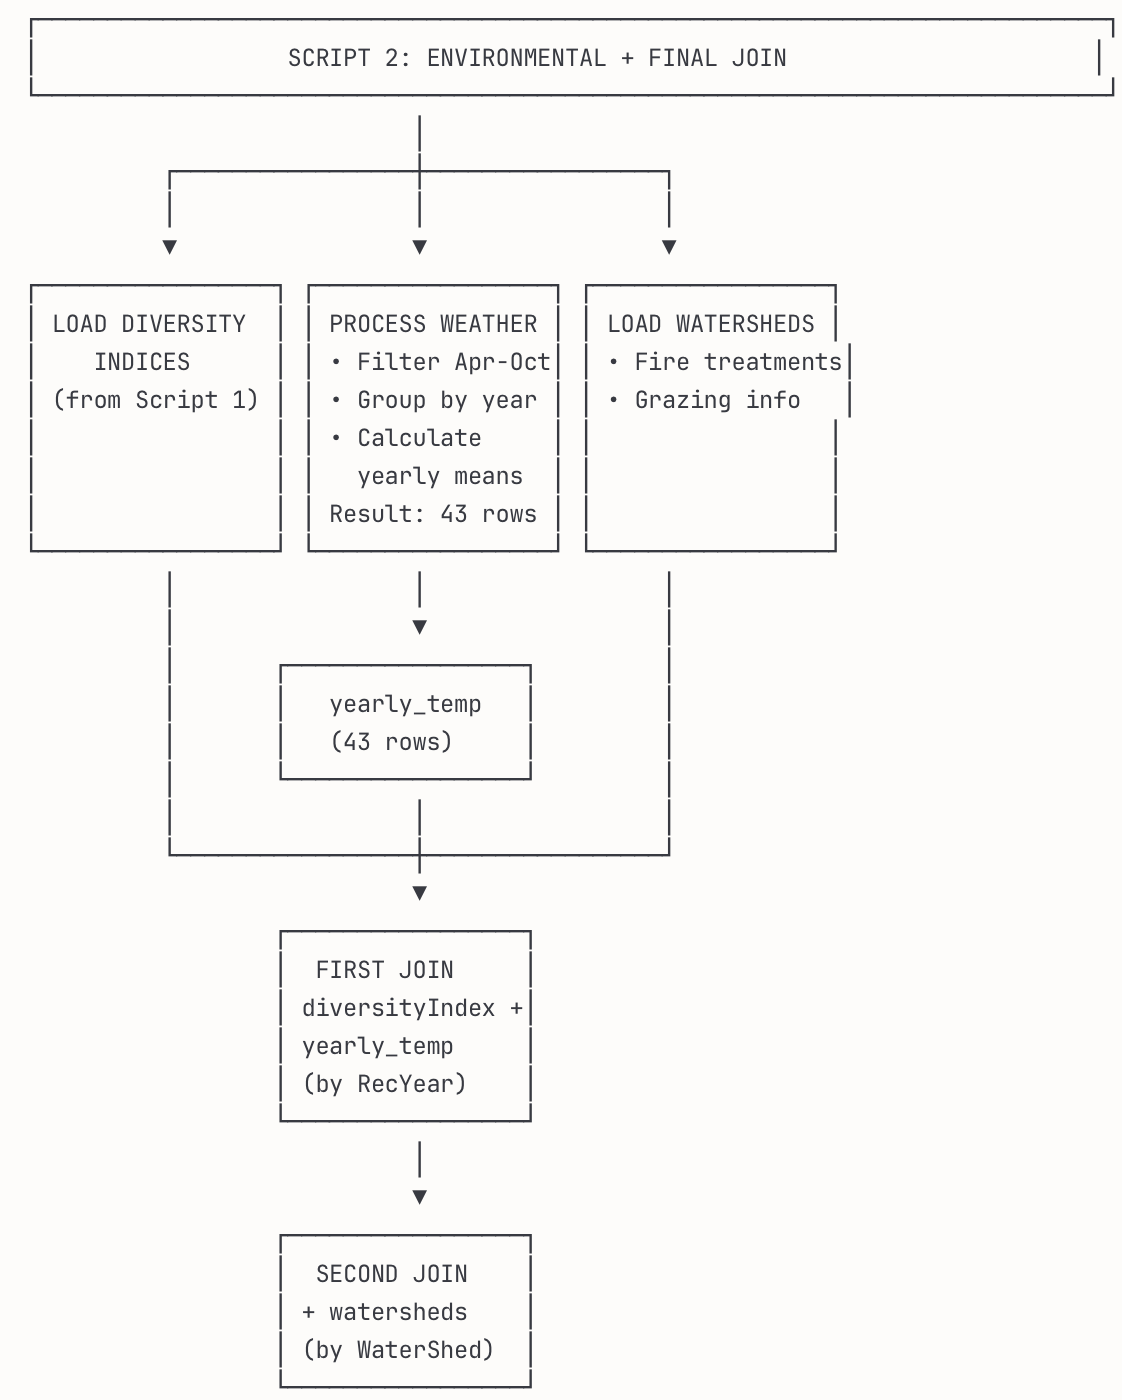 SCRIPT 2: ENVIRONMENTAL + FINAL JOIN
LOAD DIVERSITY
INDICES
(from Script 1)
PROCESS WEATHER
• Filter Apr-Oct
• Group by year
• Calculate
yearly means
Result: 43 rows
LOAD WATERSHEDS
• Fire treatments
• Grazing info
yearly_temp
(43 rows)
FIRST JOIN
diversityIndex +
yearly_temp
(by RecYear)
SECOND JOIN
+ watersheds
(by WaterShed)